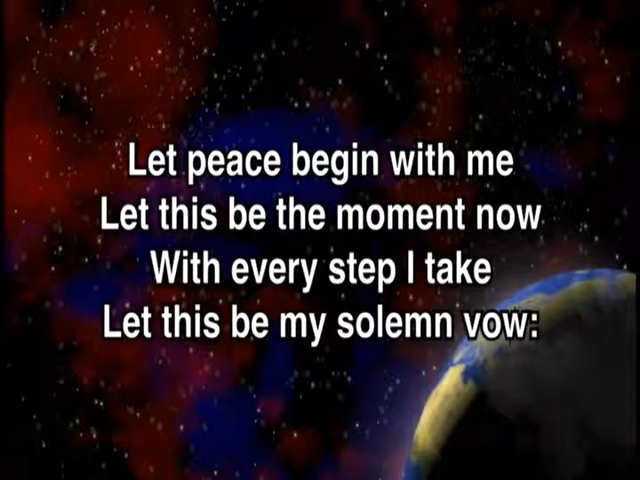 Let peace begin with me
Let this be the moment now
With every step I take
Let this be my solemn vow: